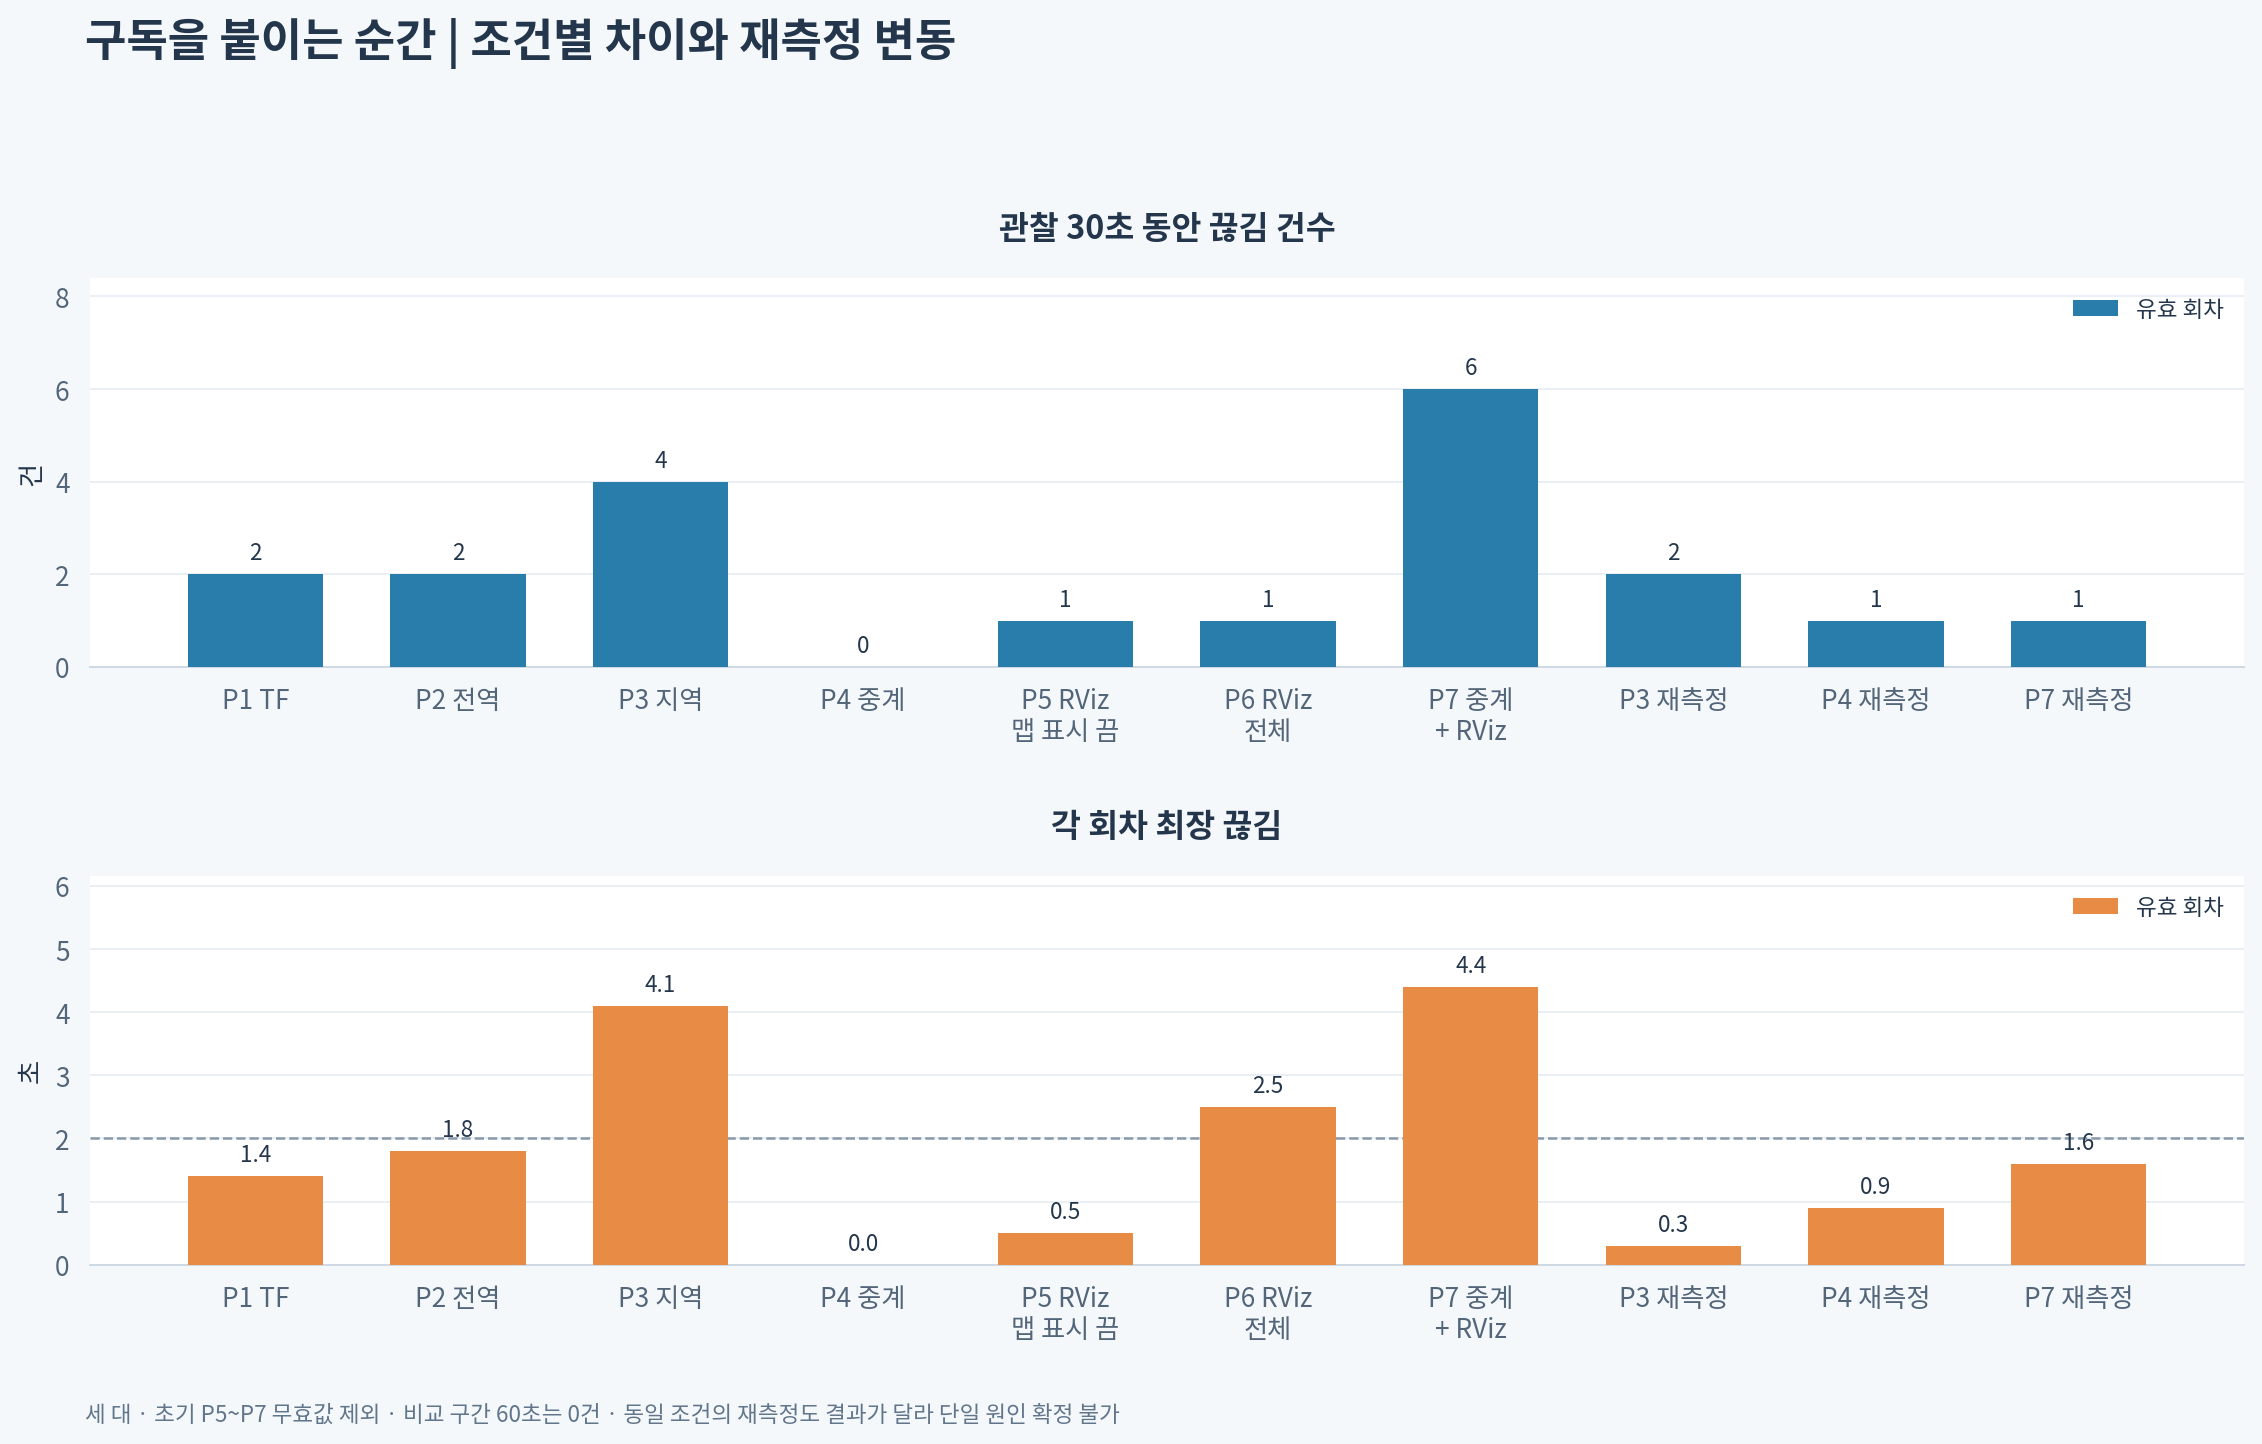 구독을 붙이는 순간 | 조건별 차이와 재측정 변동
관찰 30초 동안 끊김 건수
8
6
4
2
0
건
유효 회차
2
2
4
0
1
1
6
2
1
1
P1 TF
P2 전역
P3 지역
P4 중계
P5 RViz
맵 표시 끔
P6 RViz
전체
P7 중계
+ RViz
P3 재측정
P4 재측정
P7 재측정
각 회차 최장 끊김
6
5
4
3
2
1
0
초
유효 회차
1.4
1.8
4.1
0.0
0.5
2.5
4.4
0.3
0.9
1.6
P1 TF
P2 전역
P3 지역
P4 중계
P5 RViz
맵 표시 끔
P6 RViz
전체
P7 중계
+ RViz
P3 재측정
P4 재측정
P7 재측정
세 대 · 초기 P5~P7 무효값 제외 · 비교 구간 60초는 0건 · 동일 조건의 재측정도 결과가 달라 단일 원인 확정 불가